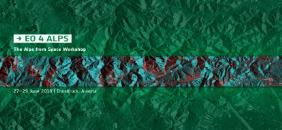 → EO 4 ALPS
The Alps from Space Workshop
27–29 June 2018 | Innsbruck, Austria